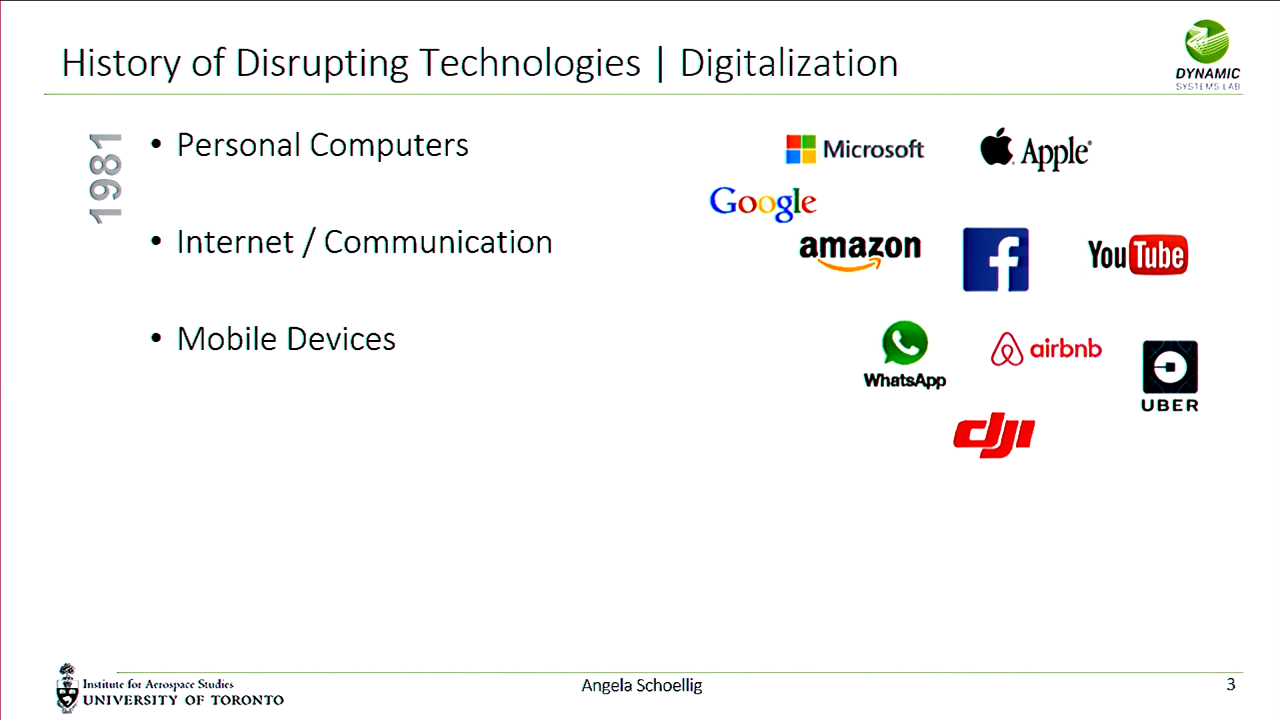 History of Disrupting Technologies | Digitalization
DYNAMIC
SYSTEMS LAB
1981
• Personal Computers
Microsoft
Apple
Google
• Internet / Communication
amazon
f
YouTube
• Mobile Devices
WhatsApp
airbnb
UBER
dji
Institute for Aerospace Studies
UNIVERSITY OF TORONTO
Angela Schoellig
3